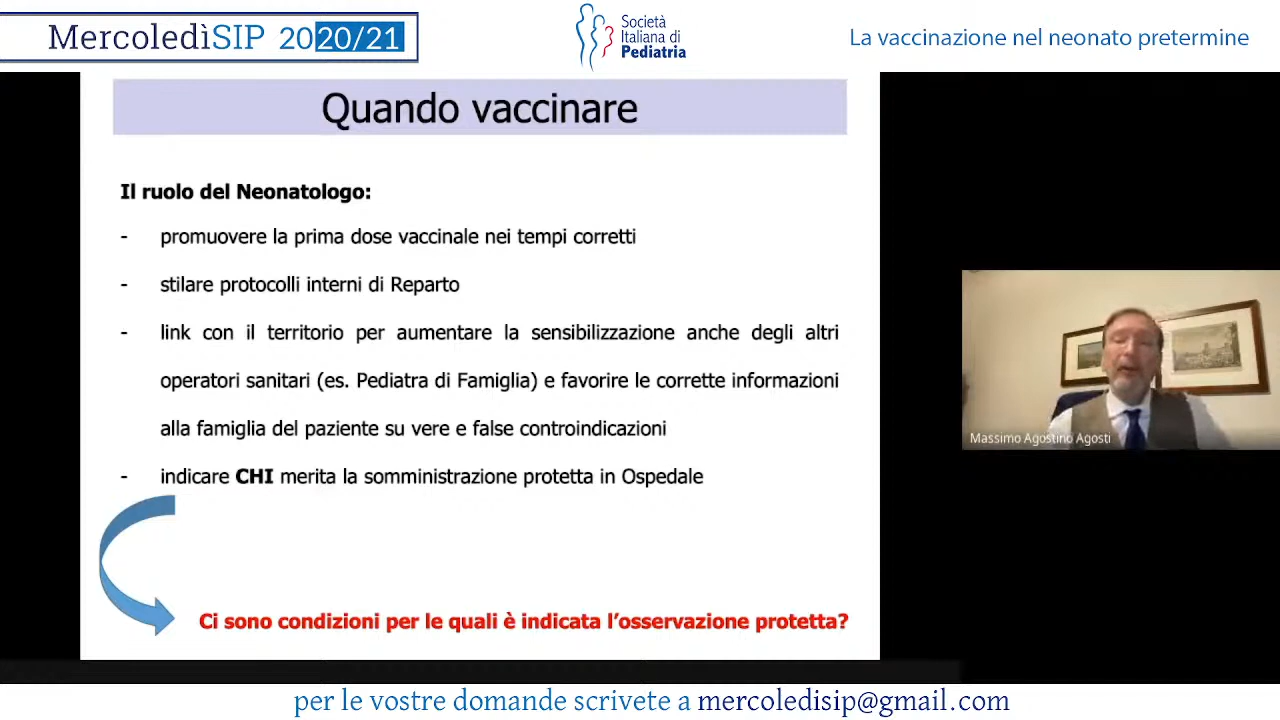 MercoledìSIP 2020/21
Società
Italiana di
Pediatria
La vaccinazione nel neonato pretermine
Quando vaccinare
Il ruolo del Neonatologo:
- promuovere la prima dose vaccinale nei tempi corretti
- stilare protocolli interni di Reparto
- link con il territorio per aumentare la sensibilizzazione anche degli altri
operatori sanitari (es. Pediatra di Famiglia) e favorire le corrette informazioni
alla famiglia del paziente su vere e false controindicazioni
- indicare CHI merita la somministrazione protetta in Ospedale
Ci sono condizioni per le quali è indicata l'osservazione protetta?
Massimo Agostino Agosti
per le vostre domande scrivete a mercoledisip@gmail.com